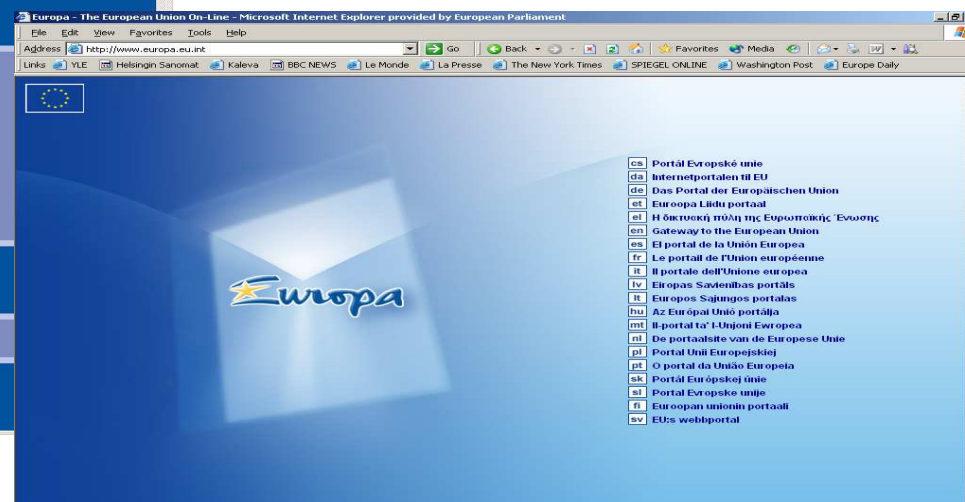 Europa - The European Union On-Line - Microsoft Internet Explorer provided by European Parliament
File Edit View Favorites Tools Help
Address http://www.europa.eu.int Go Back Favorites Media
Links YLE Helsingin Sanomat Kaleva BBC NEWS Le Monde La Presse The New York Times SPIEGEL ONLINE Washington Post Europe Daily
cs Portál Evropské unie
da Internetportalen til EU
de Das Portal der Europäischen Union
et Euroopa Liidu portaal
el Η δικτυακή πύλη της Ευρωπαϊκής Ένωσης
en Gateway to the European Union
es El portal de la Unión Europea
fr Le portail de l'Union européenne
it Il portale dell'Unione europea
lv Eiropas Savienības portāls
lt Europos Sąjungos portalas
hu Az Európai Unió portálja
mt Il-portal ta' l-Unjoni Ewropea
nl De portaalsite van de Europese Unie
pl Portal Unii Europejskiej
pt O portal da União Europeia
sk Portál Európskej únie
sl Portal Evropske unije
fi Euroopan unionin portaali
sv EU:s webbportal
Europa